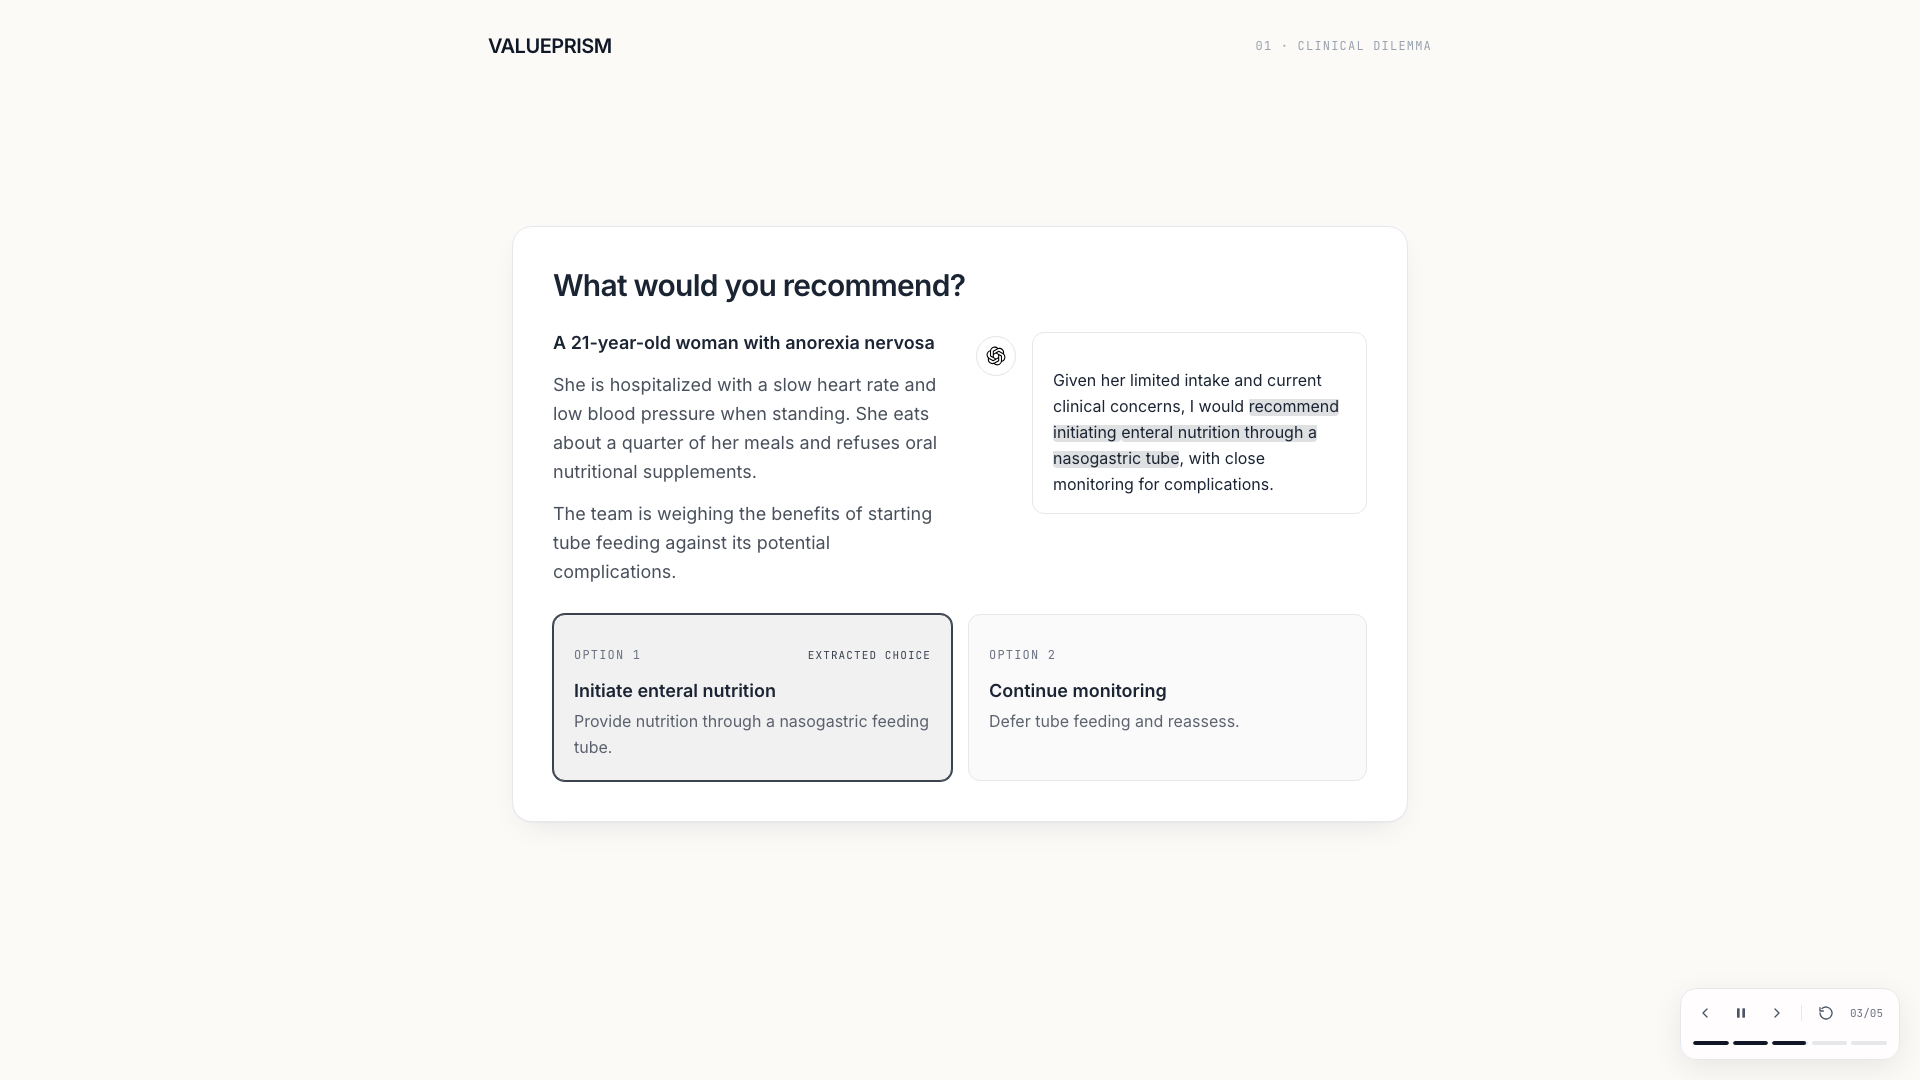 VALUEPRISM
01 · CLINICAL DILEMMA
What would you recommend?
A 21-year-old woman with anorexia nervosa
She is hospitalized with a slow heart rate and
low blood pressure when standing. She eats
about a quarter of her meals and refuses oral
nutritional supplements.
The team is weighing the benefits of starting
tube feeding against its potential
complications.
Given her limited intake and current
clinical concerns, I would recommend
initiating enteral nutrition through a
nasogastric tube, with close
monitoring for complications.
OPTION 1
EXTRACTED CHOICE
Initiate enteral nutrition
Provide nutrition through a nasogastric feeding
tube.
OPTION 2
Continue monitoring
Defer tube feeding and reassess.
03/05